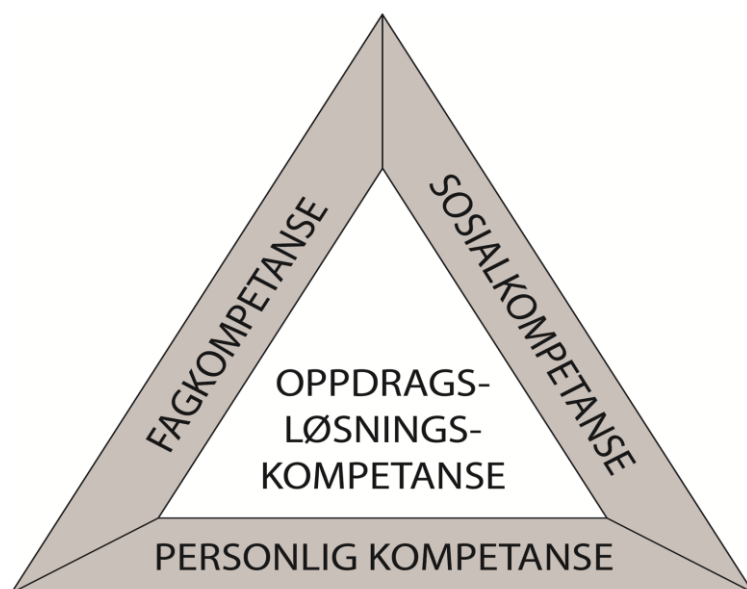 FAGKOMPETANSE
SOSIALKOMPETANSE
OPPDRAGS-
LØSNINGS-
KOMPETANSE
PERSONLIG KOMPETANSE